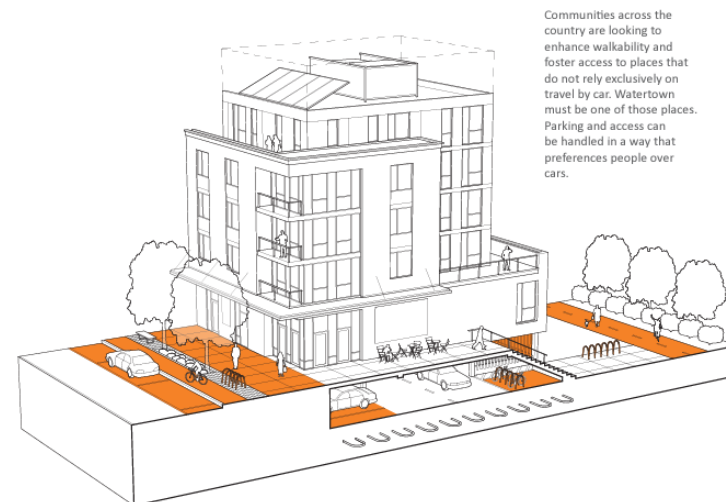 Communities across the
country are looking to
enhance walkability and
foster access to places that
do not rely exclusively on
travel by car. Watertown
must be one of those places.
Parking and access can
be handled in a way that
preferences people over
cars.